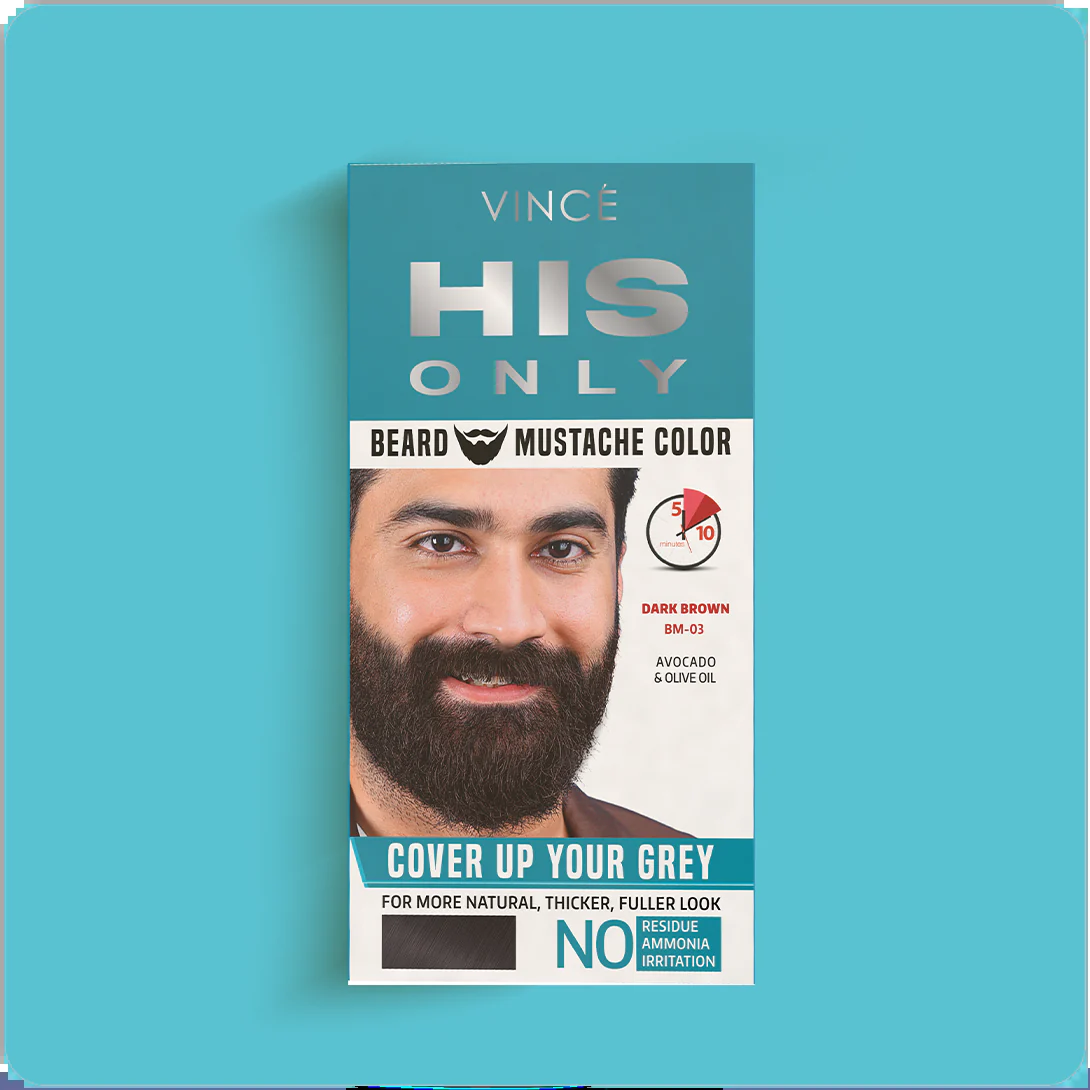 VINCÉ
HIS
ONLY
BEARD MUSTACHE COLOR
5
10
minutes
DARK BROWN
BM-03
AVOCADO
& OLIVE OIL
COVER UP YOUR GREY
FOR MORE NATURAL, THICKER, FULLER LOOK
NO RESIDUE
AMMONIA
IRRITATION